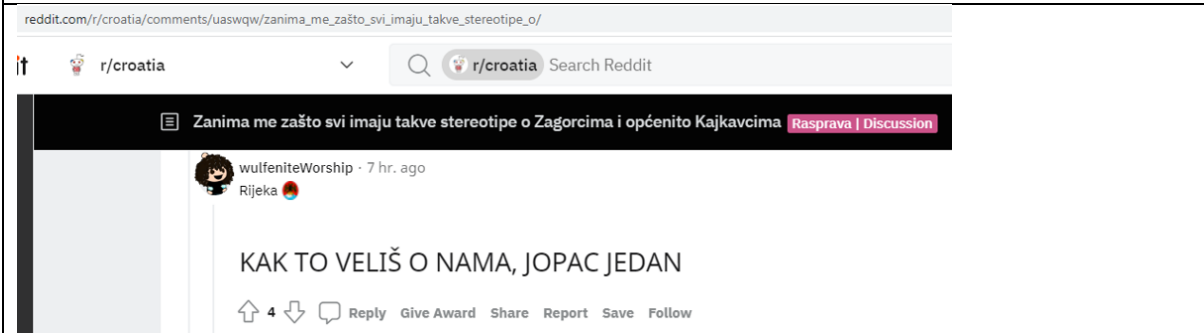 reddit.com/r/croatia/comments/uaswqw/zanima_me_zašto_svi_imaju_takve_stereotipe_o/
it r/croatia r/croatia Search Reddit
Zanima me zašto svi imaju takve stereotipe o Zagorcima i općenito Kajkavcima Rasprava | Discussion
wulfeniteWorship · 7 hr. ago
Rijeka
KAK TO VELIŠ O NAMA, JOPAC JEDAN
4 Reply Give Award Share Report Save Follow